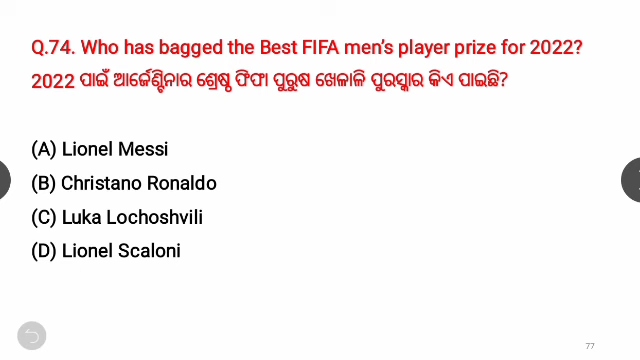 Q.74. Who has bagged the Best FIFA men's player prize for 2022?
2022 ପାଇଁ ଆର୍ଜେଣ୍ଟିନାର ଶ୍ରେଷ୍ଠ ଫିଫା ପୁରୁଷ ଖେଳାଳି ପୁରସ୍କାର କିଏ ପାଇଛି?
(A) Lionel Messi
(B) Christano Ronaldo
(C) Luka Lochoshvili
(D) Lionel Scaloni
77